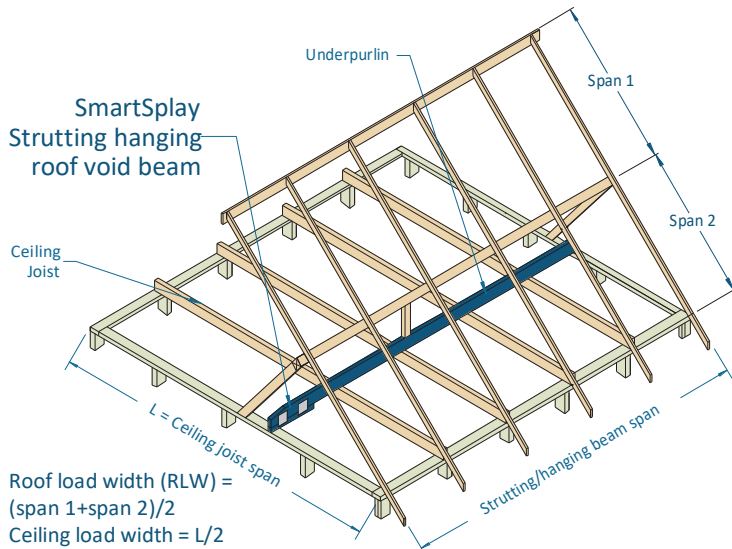 Underpurlin
Span 1
SmartSplay
Strutting hanging
roof void beam
Span 2
Ceiling
Joist
L = Ceiling joist span
Strutting/hanging beam span
Roof load width (RLW) =
(span 1+span 2)/2
Ceiling load width = L/2